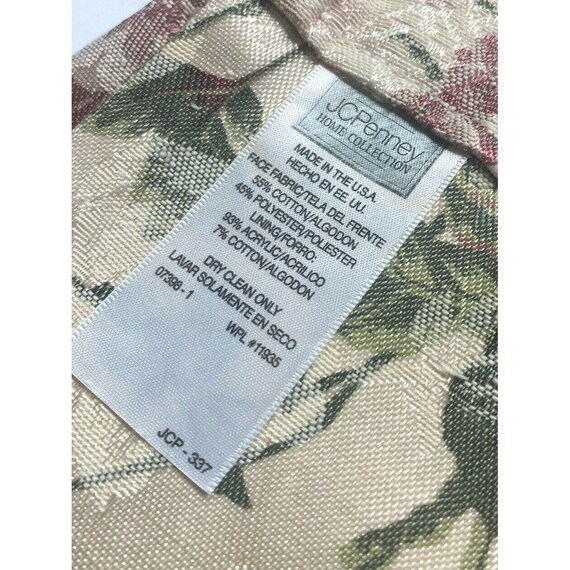 JCPenney
HOME COLLECTION
MADE IN THE U.S.A.
HECHO EN EE. UU.
FACE FABRIC/TELA DEL FRENTE
55% COTTON/ALGODON
45% POLYESTER/POLIESTER
LINING/FORRO:
93% ACRYLIC/ACRILICO
7% COTTON/ALGODON
DRY CLEAN ONLY
LAVAR SOLAMENTE EN SECO
07398 - 1
WPL #11935
JCP - 337